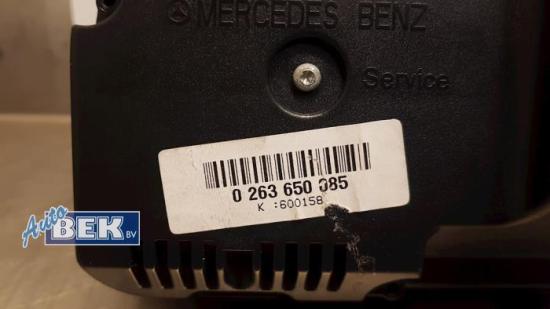 MERCEDES BENZ
Service
0 263 650 085
K :600158
Auto
BEK BV